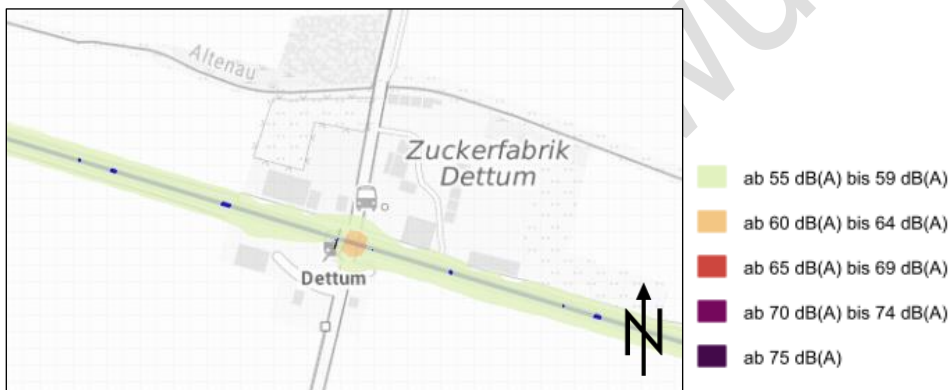 Altenau
Zuckerfabrik
Dettum
Dettum
N
ab 55 dB(A) bis 59 dB(A)
ab 60 dB(A) bis 64 dB(A)
ab 65 dB(A) bis 69 dB(A)
ab 70 dB(A) bis 74 dB(A)
ab 75 dB(A)